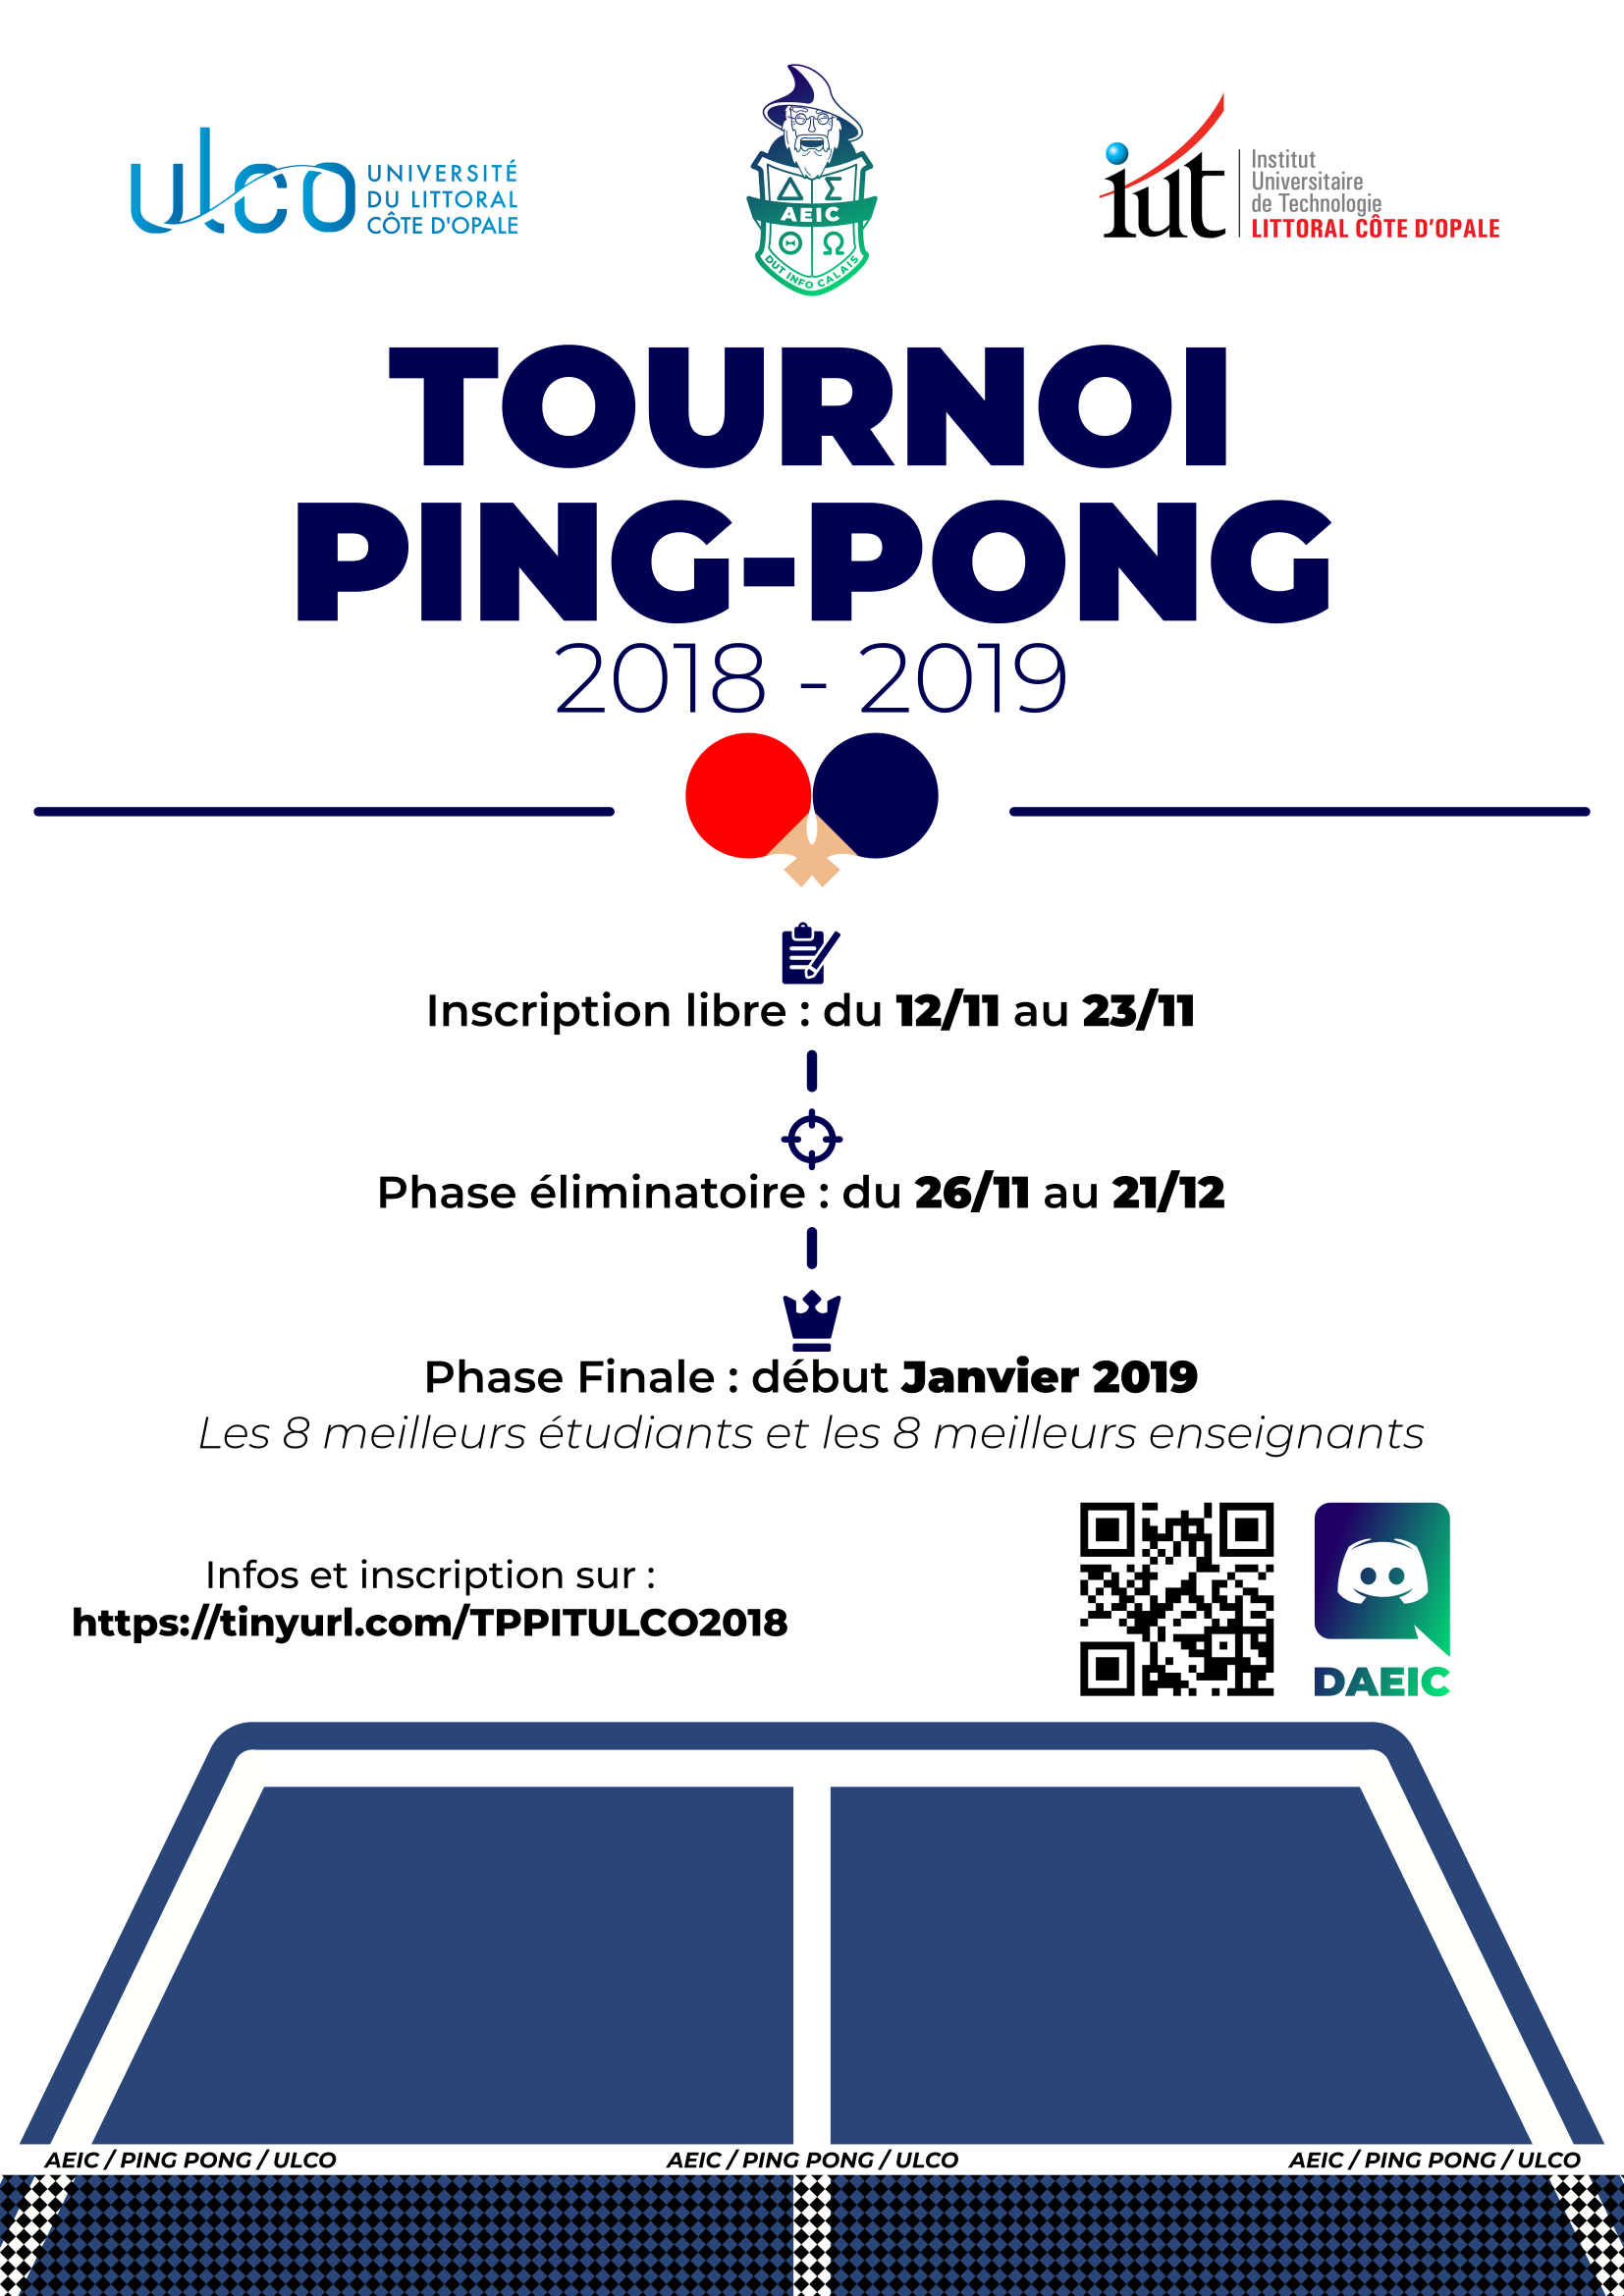 ulco
UNIVERSITÉ
DU LITTORAL
CÔTE D'OPALE
ΔΣ
AEIC
ΘΩ
DUT INFO CALAIS
iut
Institut
Universitaire
de Technologie
LITTORAL CÔTE D'OPALE
TOURNOI
PING-PONG
2018 - 2019
Inscription libre : du 12/11 au 23/11
Phase éliminatoire : du 26/11 au 21/12
Phase Finale : début Janvier 2019
Les 8 meilleurs étudiants et les 8 meilleurs enseignants
Infos et inscription sur :
https://tinyurl.com/TPPITULCO2018
DAEIC
AEIC / PING PONG / ULCO
AEIC / PING PONG / ULCO
AEIC / PING PONG / ULCO